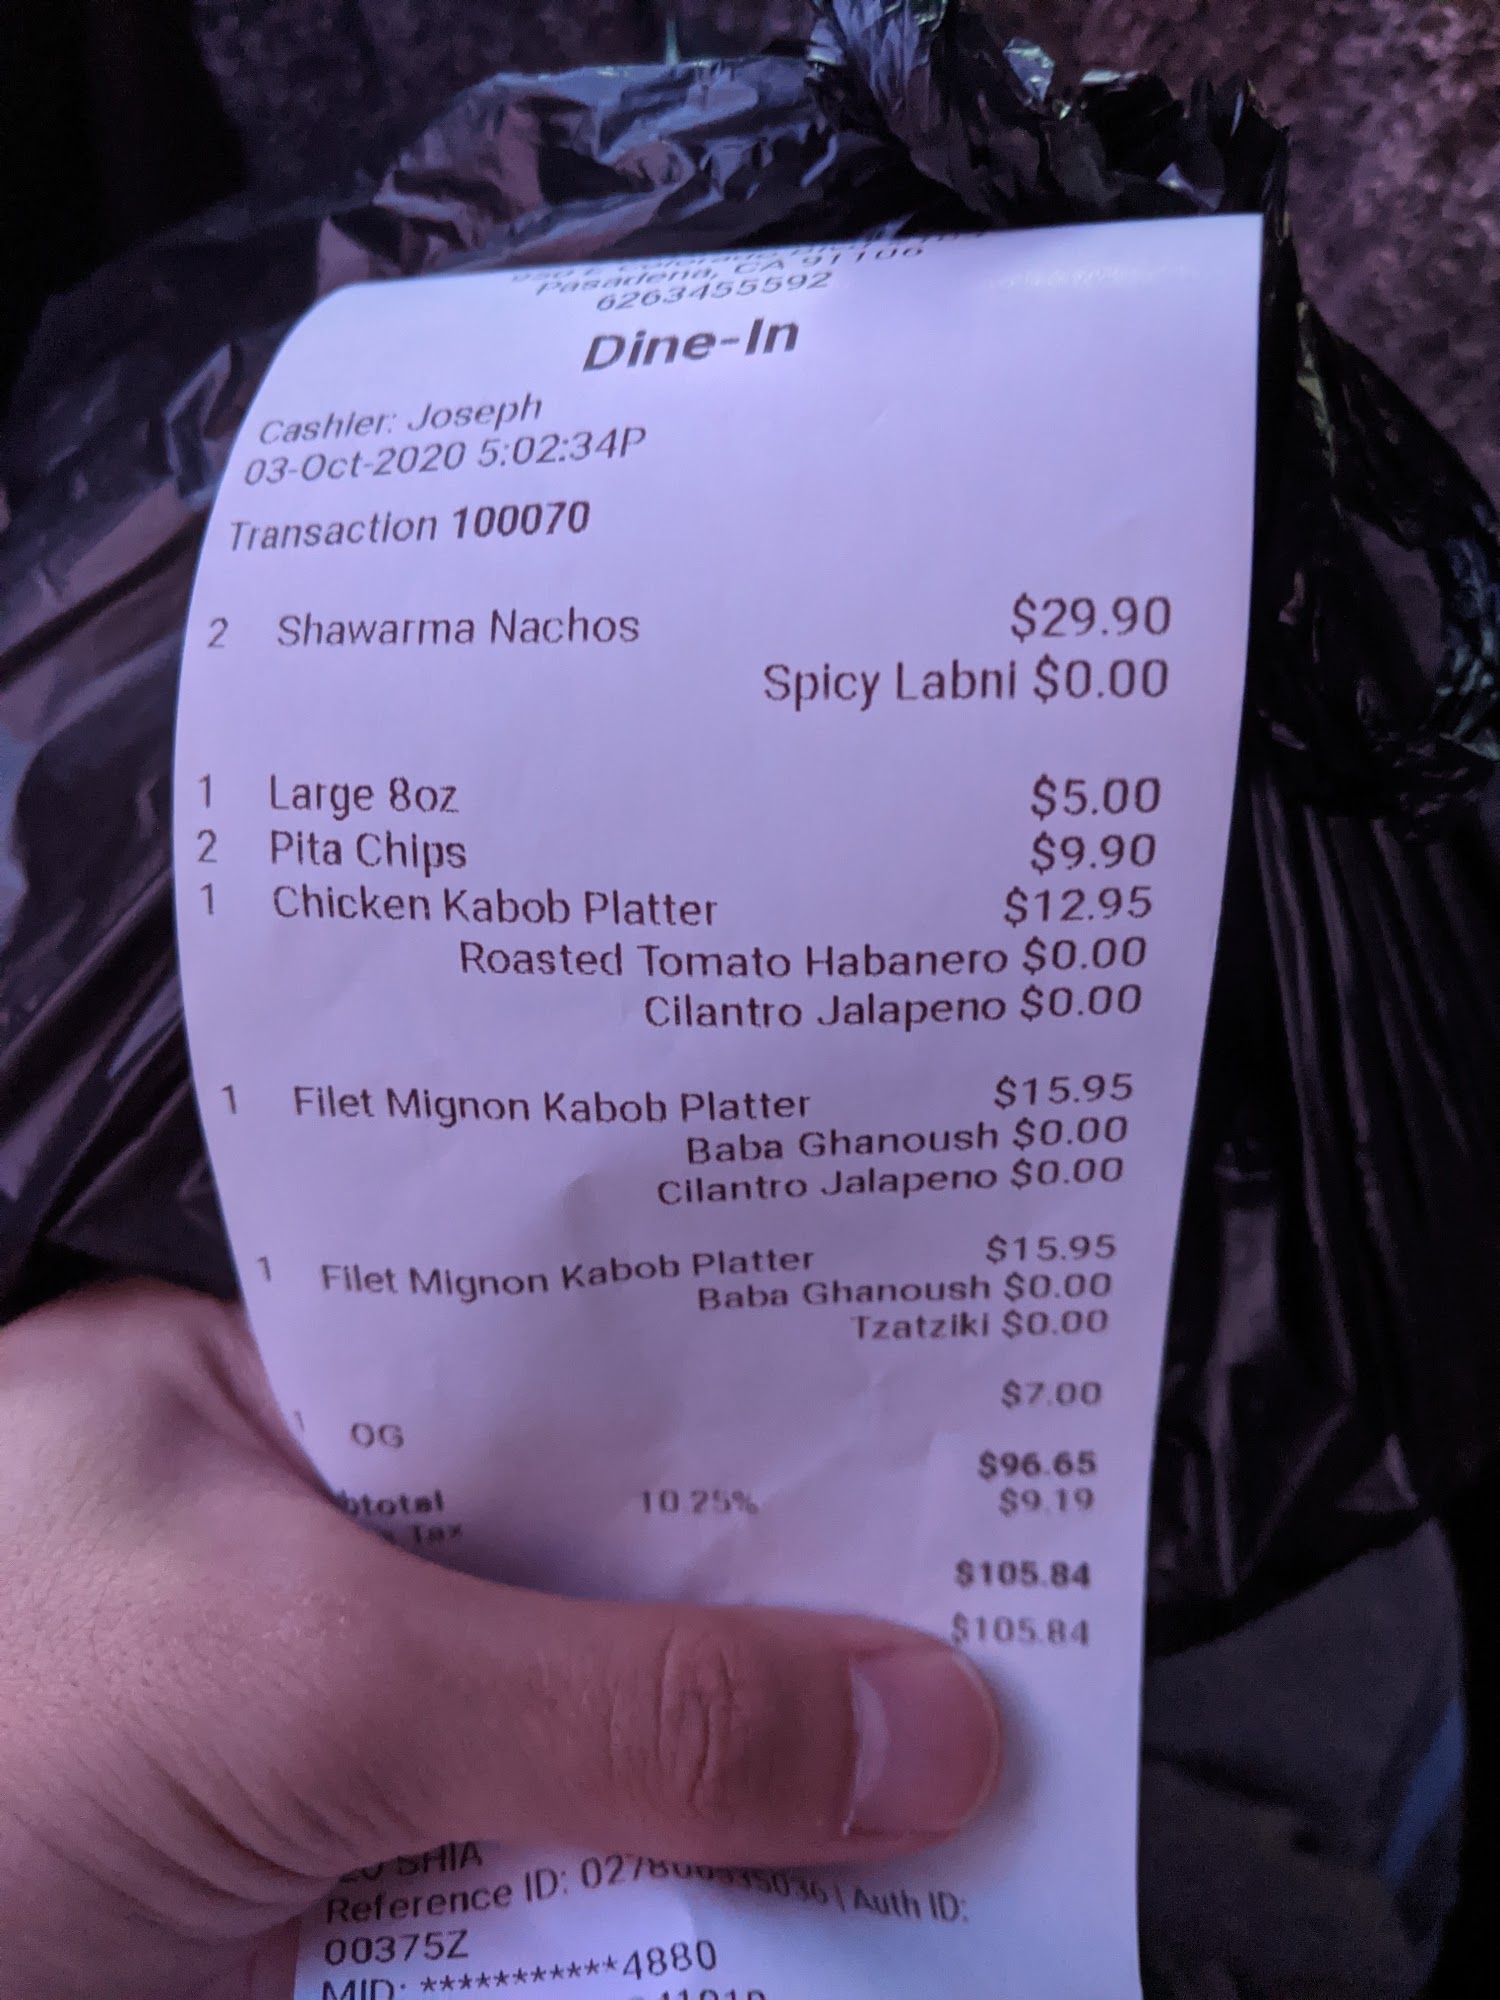 Pasadena, CA 91106
6263455592
Dine-In
Cashier: Joseph
03-Oct-2020 5:02:34P
Transaction 100070
2 Shawarma Nachos $29.90
Spicy Labni $0.00
1 Large 8oz $5.00
2 Pita Chips $9.90
1 Chicken Kabob Platter $12.95
Roasted Tomato Habanero $0.00
Cilantro Jalapeno $0.00
1 Filet Mignon Kabob Platter $15.95
Baba Ghanoush $0.00
Cilantro Jalapeno $0.00
1 Filet Mignon Kabob Platter $15.95
Baba Ghanoush $0.00
Tzatziki $0.00
1 OG $7.00
btotal $96.65
Tax 10.25% $9.19
$105.84
$105.84
SHIA
Reference ID: | Auth ID:
00375Z
MID: ***********4880